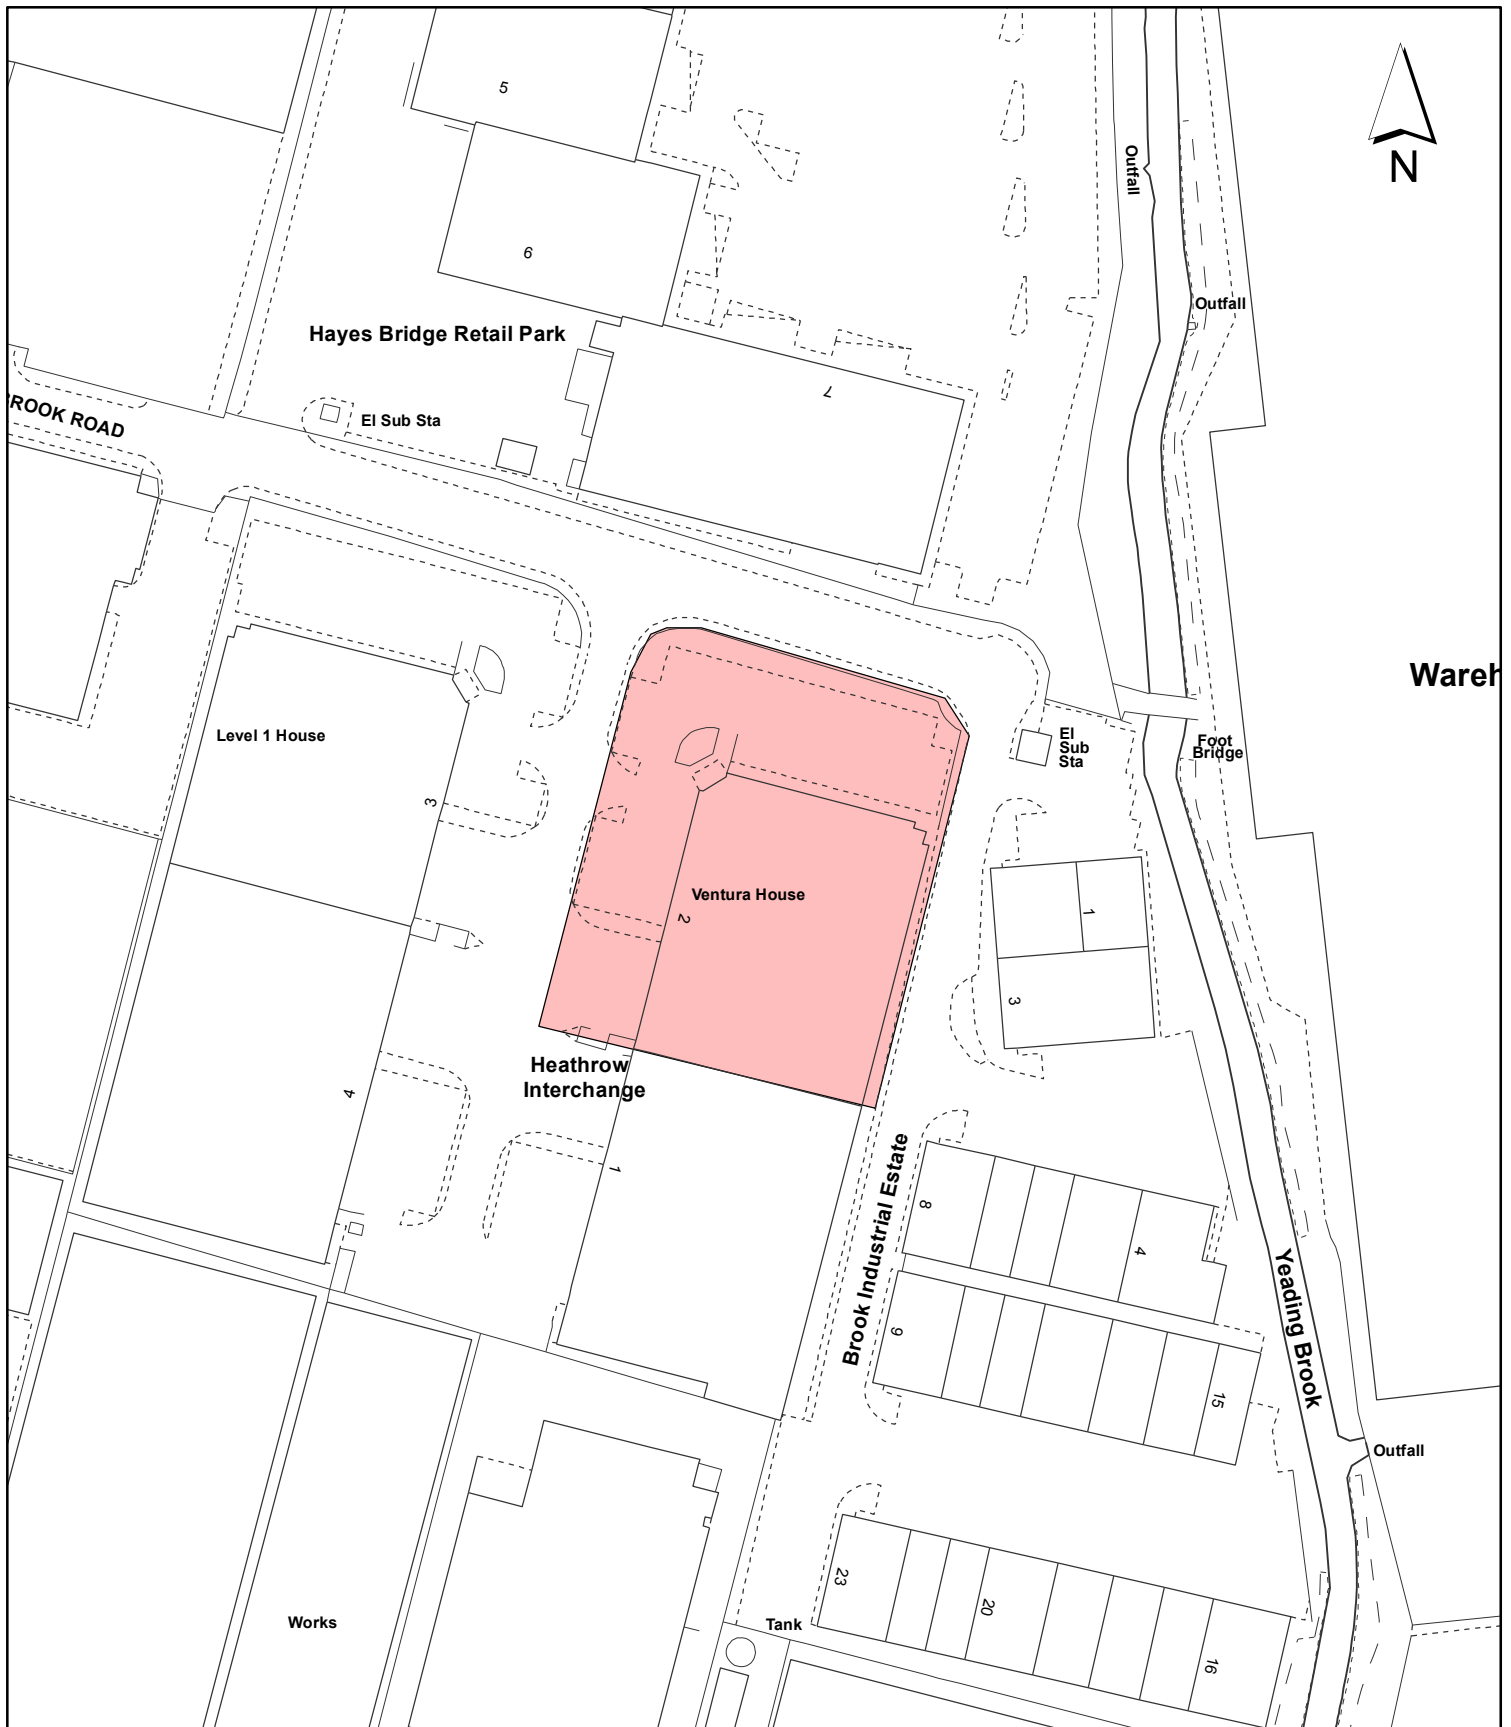 5
N
Outfall
6
Outfall
Hayes Bridge Retail Park
7
El Sub Sta
BROOK ROAD
Wareh
Level 1 House
El
Sub
Sta
Foot
Bridge
3
Ventura House
2
1
3
Heathrow
Interchange
4
1
Brook Industrial Estate
8
4
Yeading Brook
9
15
Outfall
23
20
16
Works
Tank